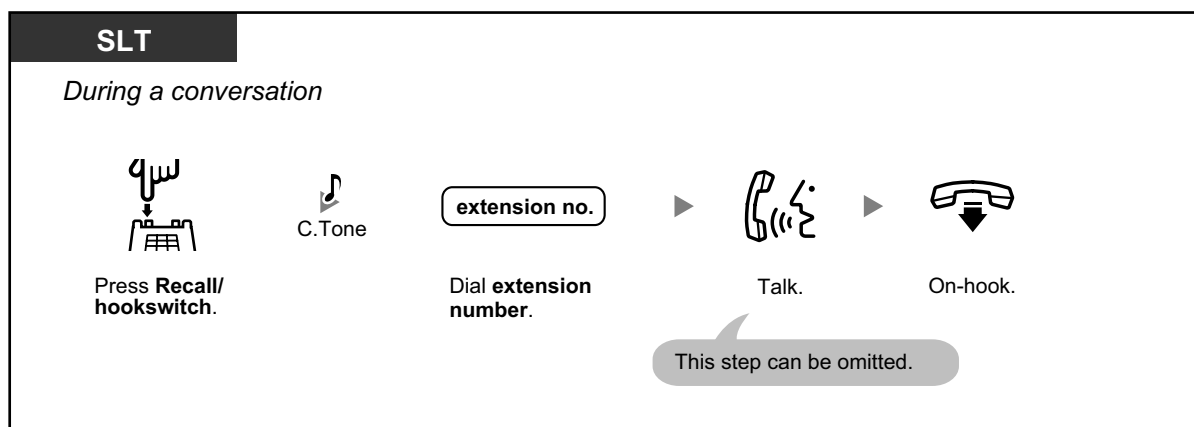 SLT
During a conversation
C.Tone
extension no.
Press Recall/
hookswitch.
Dial extension
number.
Talk.
On-hook.
This step can be omitted.